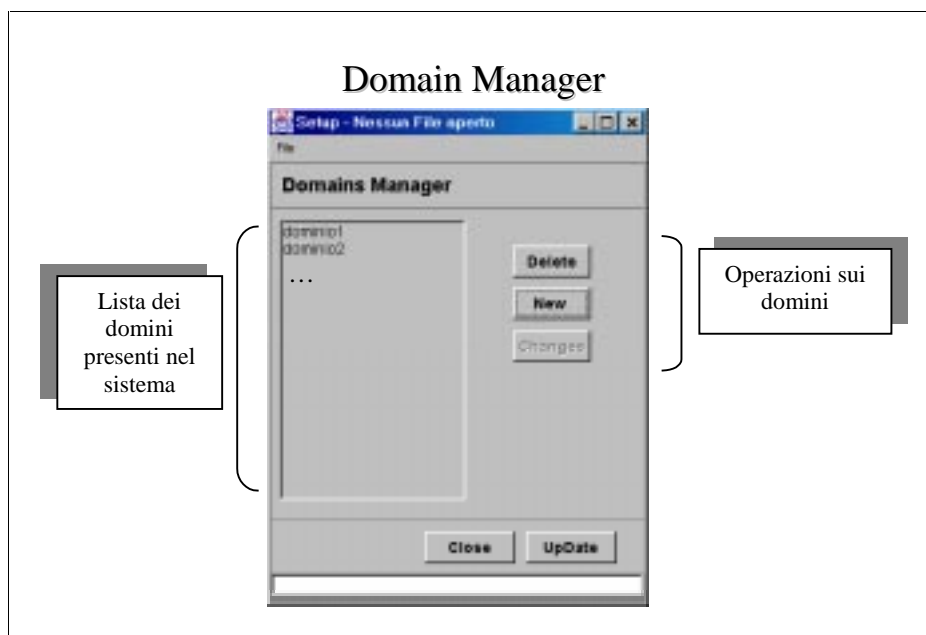 Domain Manager
Setup - Nessun File aperto
File
Domains Manager
dominio1
dominio2
...
Delete
New
Changes
Lista dei
domini
presenti nel
sistema
Operazioni sui
domini
Close
UpDate